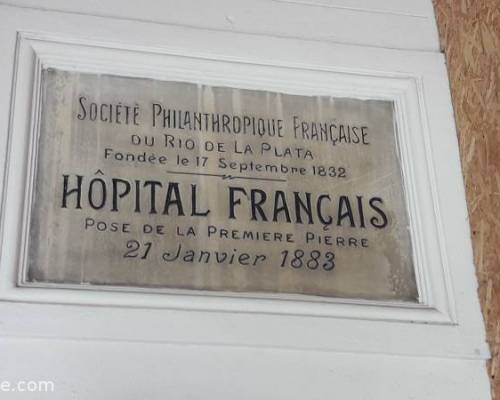 SOCIÉTÉ PHILANTHROPIQUE FRANÇAISE
DU RIO DE LA PLATA
Fondée le 17 Septembre 1832
HÔPITAL FRANÇAIS
POSE DE LA PREMIERE PIERRE
21 Janvier 1883
e.com